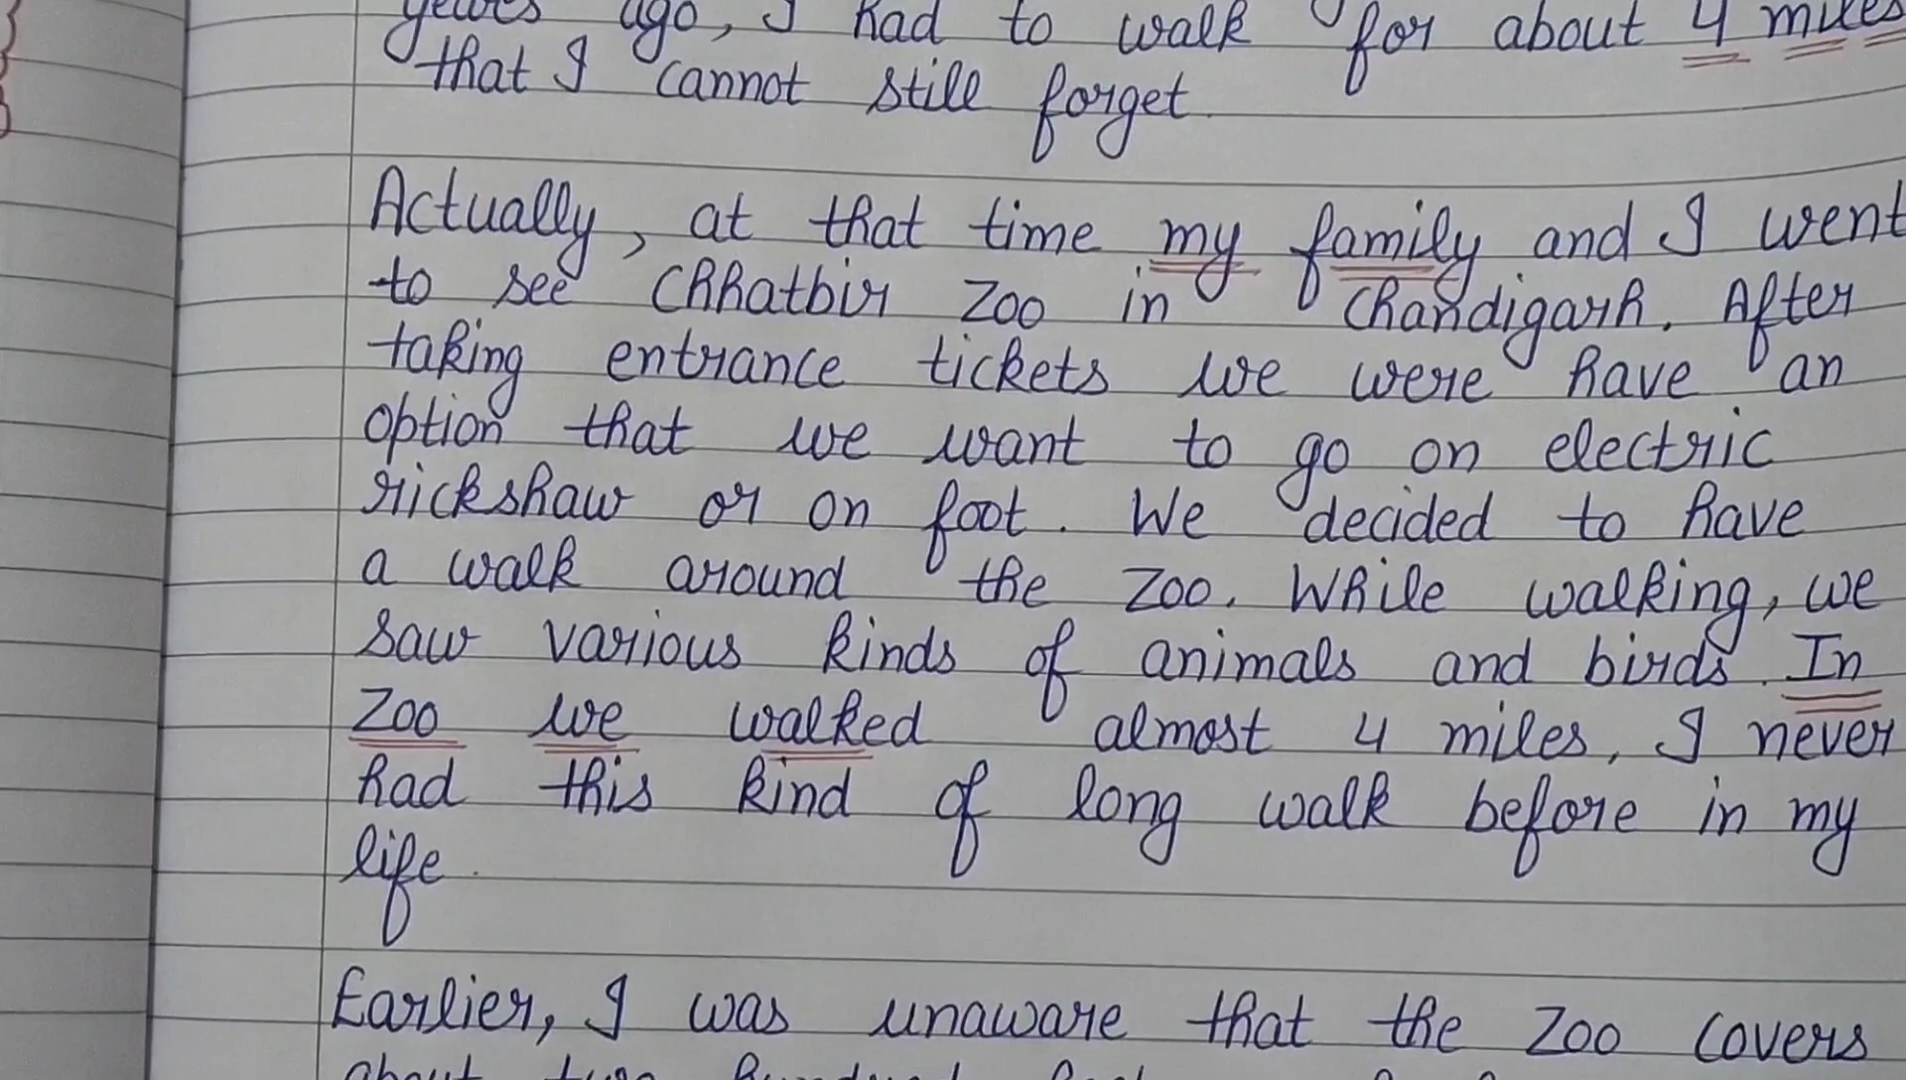 years ago, I had to walk for about 4 miles
that I cannot still forget.
Actually, at that time my family and I went
to see Chhatbir Zoo in Chandigarh. After
taking entrance tickets we were have an
option that we want to go on electric
rickshaw or on foot. We decided to have
a walk around the zoo. While walking, we
saw various kinds of animals and birds. In
Zoo we walked almost 4 miles, I never
had this kind of long walk before in my
life.
Earlier, I was unaware that the zoo covers
about two hundred